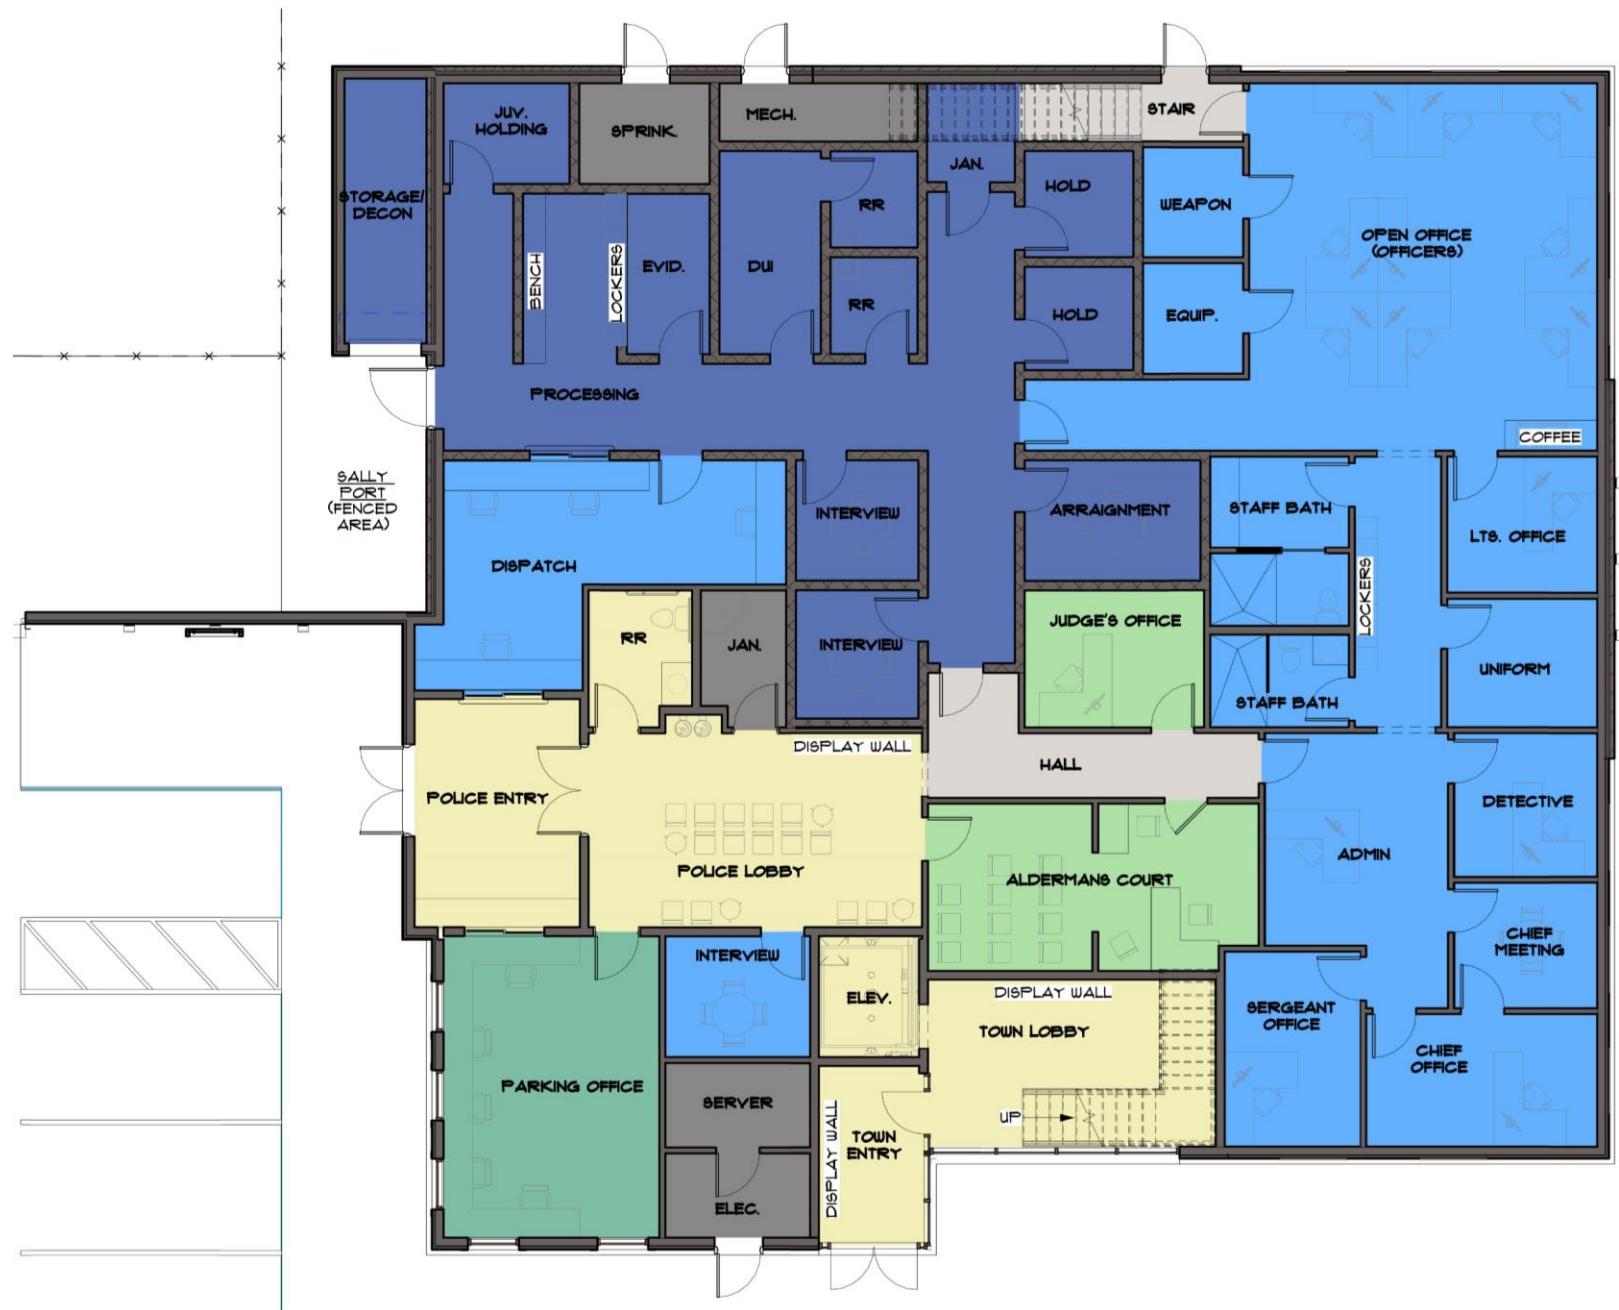 JUV.
HOLDING
SPRINK.
MECH.
STAIR
STORAGE/
DECON
JAN.
HOLD
RR
WEAPON
OPEN OFFICE
(OFFICERS)
BENCH
LOCKERS
EVID.
DUI
RR
HOLD
EQUIP.
PROCESSING
COFFEE
SALLY
PORT
(FENCED
AREA)
INTERVIEW
ARRAIGNMENT
STAFF BATH
LTS. OFFICE
DISPATCH
LOCKERS
RR
JAN.
INTERVIEW
JUDGE'S OFFICE
UNIFORM
STAFF BATH
DISPLAY WALL
HALL
POLICE ENTRY
DETECTIVE
POLICE LOBBY
ALDERMANS COURT
ADMIN
CHIEF
MEETING
INTERVIEW
ELEV.
DISPLAY WALL
TOWN LOBBY
SERGEANT
OFFICE
CHIEF
OFFICE
PARKING OFFICE
SERVER
UP
DISPLAY WALL
TOWN
ENTRY
ELEC.